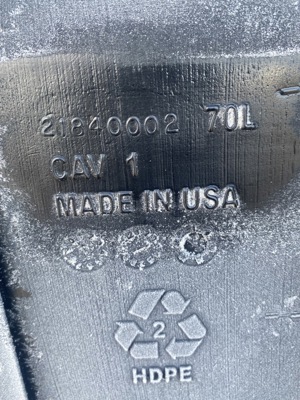 21840002 70L
CAV 1
MADE IN USA
2
HDPE